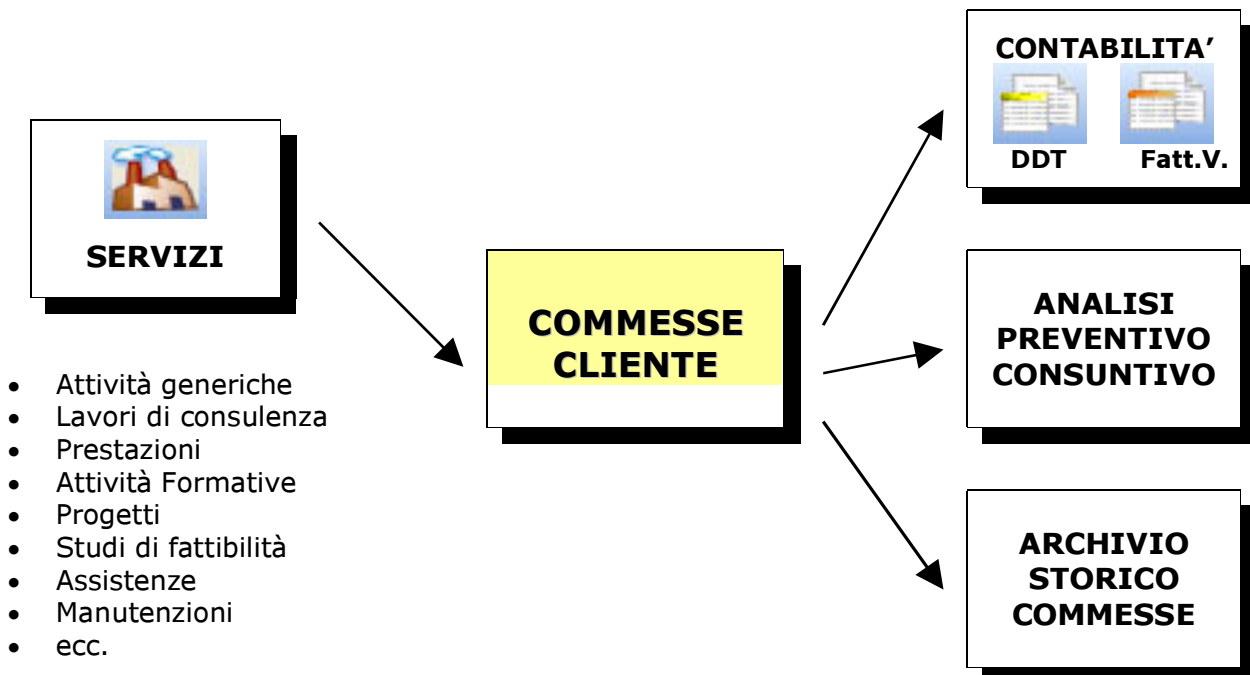 SERVIZI
• Attività generiche
• Lavori di consulenza
• Prestazioni
• Attività Formative
• Progetti
• Studi di fattibilità
• Assistenze
• Manutenzioni
• ecc.
COMMESSE
CLIENTE
CONTABILITA’
DDT Fatt.V.
ANALISI
PREVENTIVO
CONSUNTIVO
ARCHIVIO
STORICO
COMMESSE